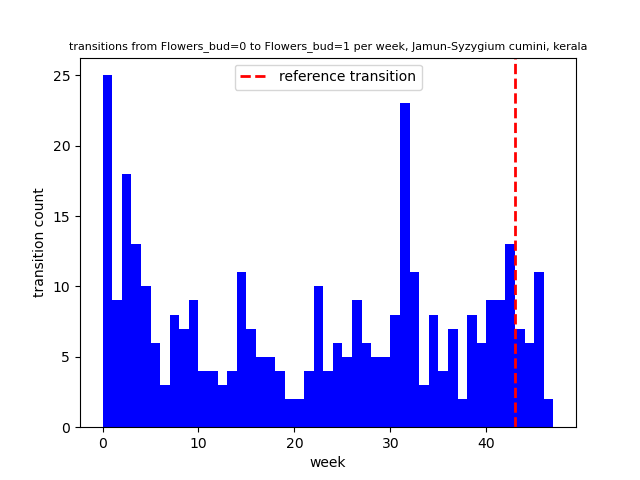 transitions from Flowers_bud=0 to Flowers_bud=1 per week, Jamun-Syzygium cumini, kerala
reference transition
25
20
15
10
5
0
transition count
0 10 20 30 40
week